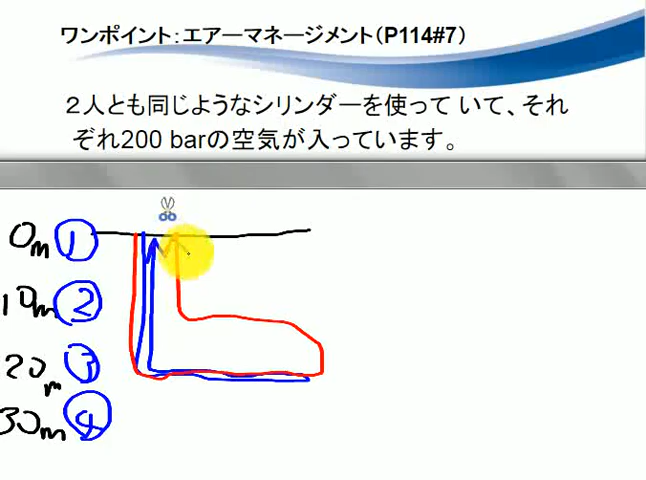 ワンポイント：エアーマネージメント（P114#7）
２人とも同じようなシリンダーを使って いて、それ
ぞれ200 barの空気が入っています。
0m ①
10m ②
20m ③
30m ④